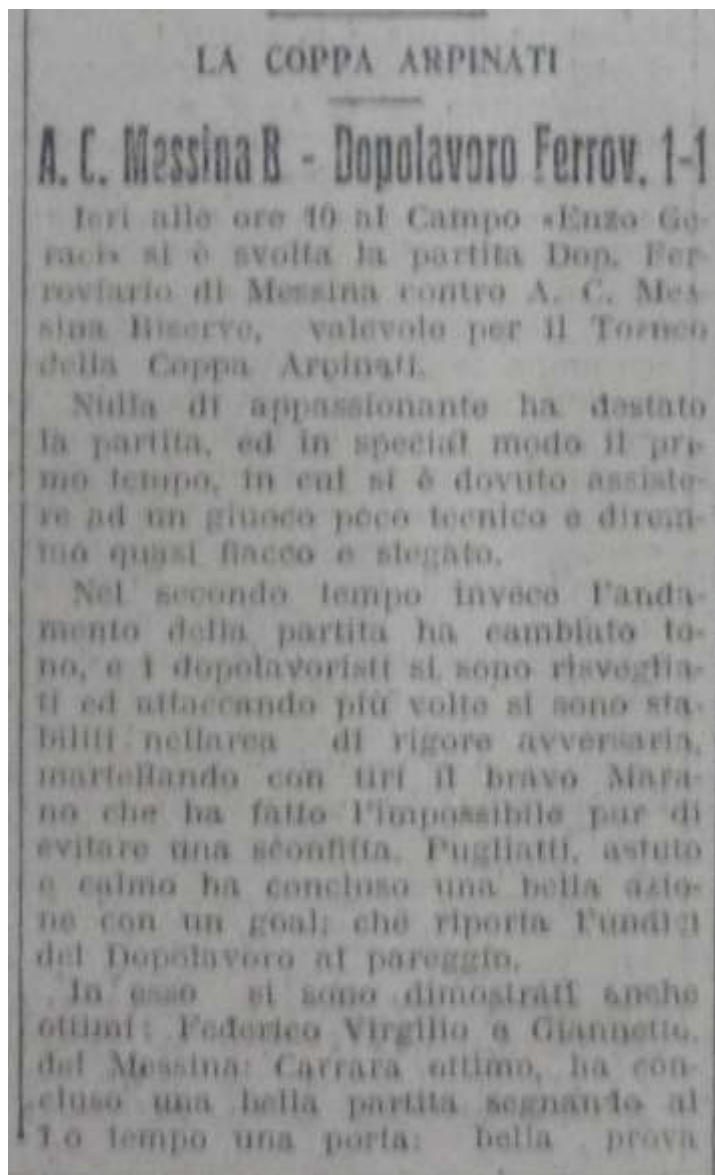 LA COPPA ARPINATI
A. C. Messina B - Dopolavoro Ferrov. 1-1
Ieri alle ore 10 al Campo «Enzo Ge-
raci» si è svolta la partita Dop. Fer-
roviario di Messina contro A. C. Mes-
sina Riserve, valevole per il Torneo
della Coppa Arpinati.
Nulla di appassionante ha destato
la partita, ed in special modo il pri-
mo tempo, in cui si è dovuto assiste-
re ad un giuoco poco tecnico e direm-
mo quasi fiacco e slegato.
Nel secondo tempo invece l'anda-
mento della partita ha cambiato to-
no, e i dopolavoristi si sono risveglia-
ti ed attaccando più volte si sono sta-
biliti nellarea di rigore avversaria,
martellando con tiri il bravo Mara-
no che ha fatto l'impossibile pur di
evitare una sconfitta. Pugliatti, astuto
e calmo ha concluso una bella azio-
ne con un goal; che riporta l'undici
del Dopolavoro al pareggio.
In esso si sono dimostrati anche
ottimi: Federico Virgilio e Giannetto,
del Messina: Carrara ottimo, ha con-
cluso una bella partita segnando al
1.o tempo una porta: bella prova